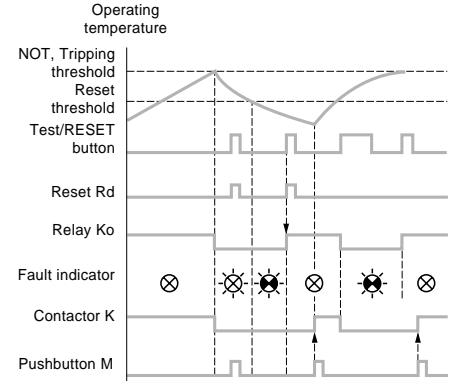 Operating
temperature
NOT, Tripping
threshold
Reset
threshold
Test/RESET
button
Reset Rd
Relay Ko
Fault indicator
Contactor K
Pushbutton M